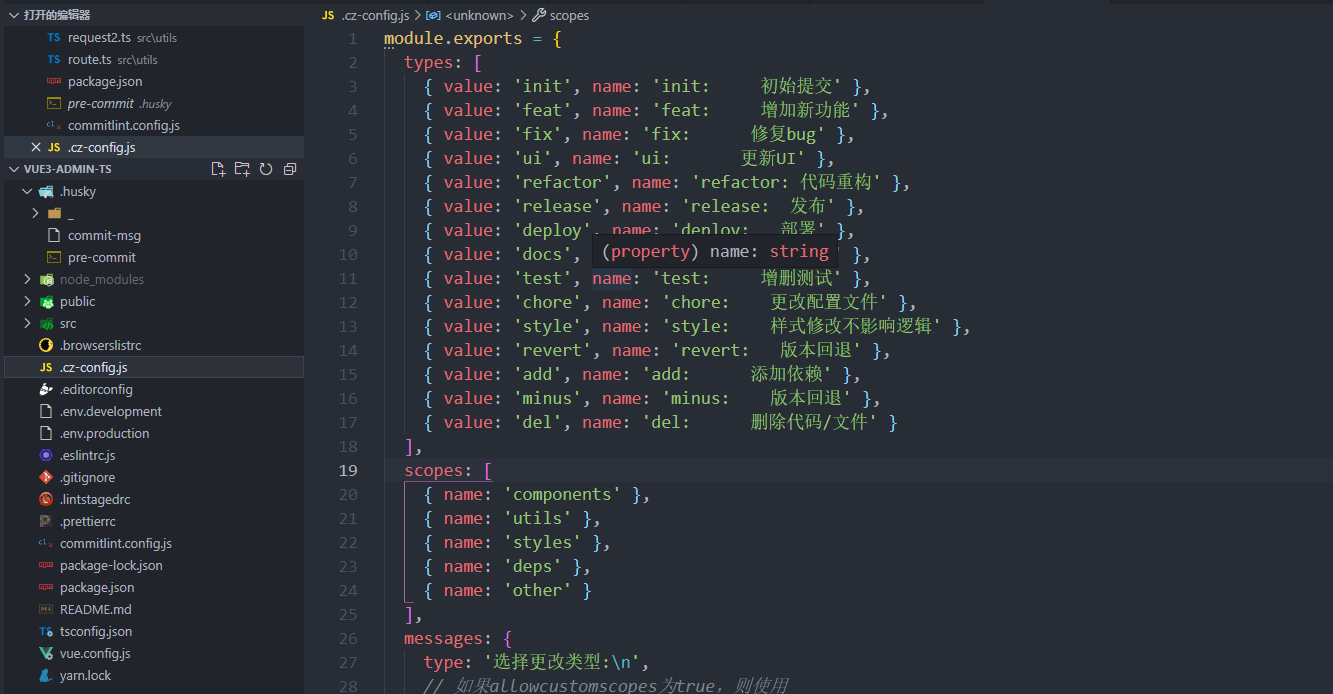 打开的编辑器
TS request2.ts src\utils
TS route.ts src\utils
package.json
pre-commit .husky
commitlint.config.js
JS .cz-config.js
VUE3-ADMIN-TS
.husky
_
commit-msg
pre-commit
node_modules
public
src
.browserslistrc
JS .cz-config.js
.editorconfig
.env.development
.env.production
.eslintrc.js
.gitignore
.lintstagedrc
.prettierrc
commitlint.config.js
package-lock.json
package.json
README.md
tsconfig.json
vue.config.js
yarn.lock
JS .cz-config.js > <unknown> > scopes
1 module.exports = {
2 types: [
3 { value: 'init', name: 'init:     初始提交' },
4 { value: 'feat', name: 'feat:     增加新功能' },
5 { value: 'fix', name: 'fix:      修复bug' },
6 { value: 'ui', name: 'ui:       更新UI' },
7 { value: 'refactor', name: 'refactor: 代码重构' },
8 { value: 'release', name: 'release:  发布' },
9 { value: 'deploy', name: 'deploy:   部署' },
10 { value: 'docs', ' },
(property) name: string
11 { value: 'test', name: 'test:     增删测试' },
12 { value: 'chore', name: 'chore:    更改配置文件' },
13 { value: 'style', name: 'style:    样式修改不影响逻辑' },
14 { value: 'revert', name: 'revert:   版本回退' },
15 { value: 'add', name: 'add:      添加依赖' },
16 { value: 'minus', name: 'minus:    版本回退' },
17 { value: 'del', name: 'del:      删除代码/文件' }
18 ],
19 scopes: [
20 { name: 'components' },
21 { name: 'utils' },
22 { name: 'styles' },
23 { name: 'deps' },
24 { name: 'other' }
25 ],
26 messages: {
27 type: '选择更改类型:\n',
28 // 如果allowcustomscopes为true，则使用